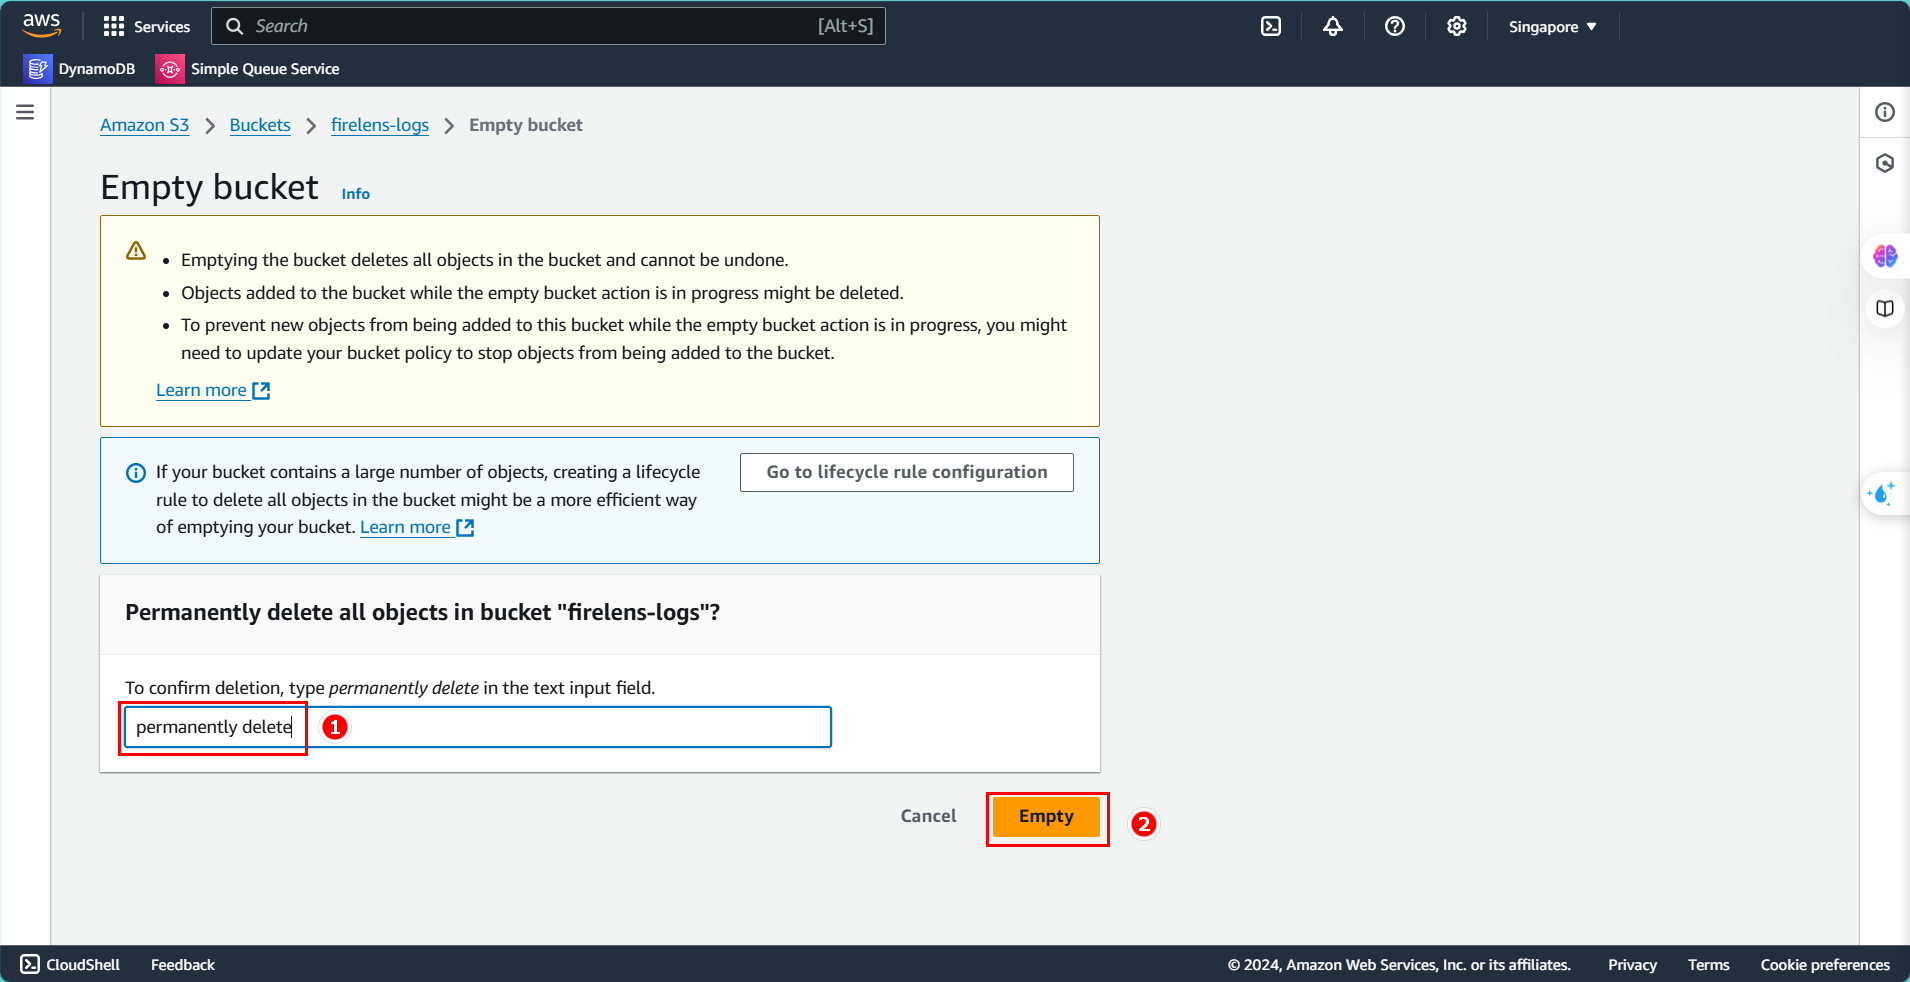 aws
Services
Search
[Alt+S]
Singapore
DynamoDB
Simple Queue Service
Amazon S3
Buckets
firelens-logs
Empty bucket
Empty bucket
Info
Emptying the bucket deletes all objects in the bucket and cannot be undone.
Objects added to the bucket while the empty bucket action is in progress might be deleted.
To prevent new objects from being added to this bucket while the empty bucket action is in progress, you might
need to update your bucket policy to stop objects from being added to the bucket.
Learn more
If your bucket contains a large number of objects, creating a lifecycle
rule to delete all objects in the bucket might be a more efficient way
of emptying your bucket. Learn more
Go to lifecycle rule configuration
Permanently delete all objects in bucket "firelens-logs"?
To confirm deletion, type permanently delete in the text input field.
permanently delete
1
Cancel
Empty
2
CloudShell
Feedback
© 2024, Amazon Web Services, Inc. or its affiliates.
Privacy
Terms
Cookie preferences